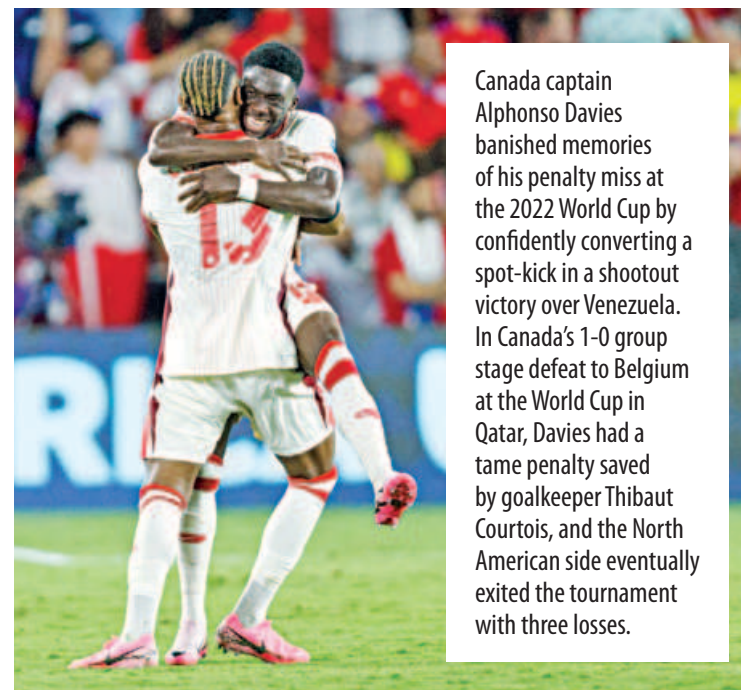 Canada captain
Alphonso Davies
banished memories
of his penalty miss at
the 2022 World Cup by
confidently converting a
spot-kick in a shootout
victory over Venezuela.
In Canada's 1-0 group
stage defeat to Belgium
at the World Cup in
Qatar, Davies had a
tame penalty saved
by goalkeeper Thibaut
Courtois, and the North
American side eventually
exited the tournament
with three losses.
13